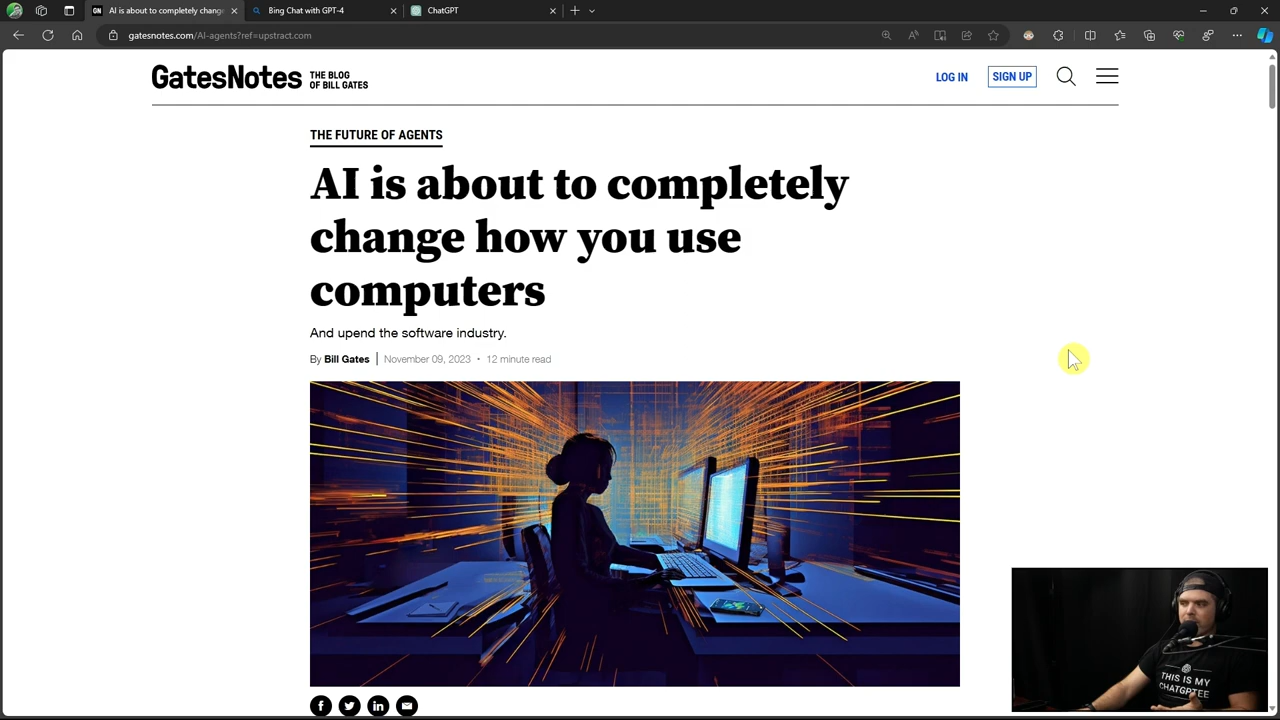 AI is about to completely chang
Bing Chat with GPT-4
ChatGPT
gatesnotes.com/AI-agents?ref=upstract.com
GatesNotes THE BLOG
OF BILL GATES
LOG IN
SIGN UP
THE FUTURE OF AGENTS
AI is about to completely
change how you use
computers
And upend the software industry.
By Bill Gates | November 09, 2023 • 12 minute read
THIS IS MY
CHATGPTEE